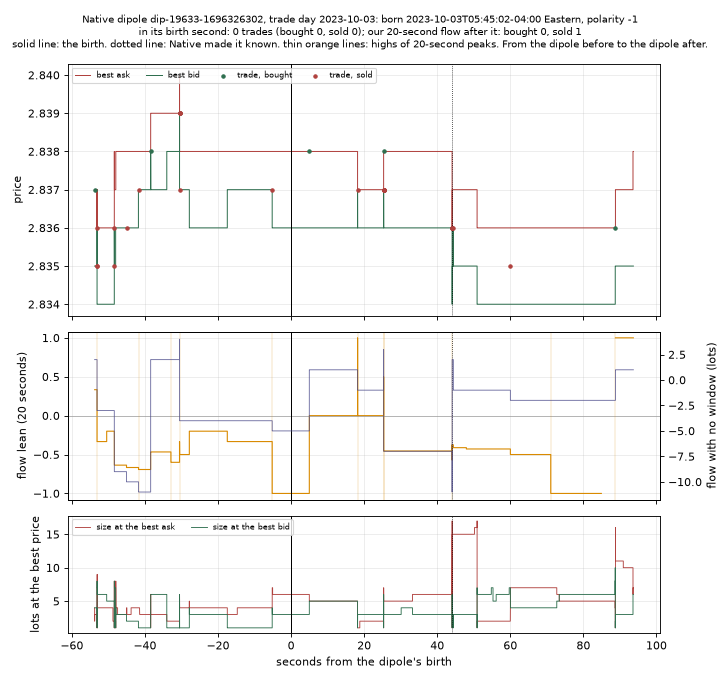 Native dipole dip-19633-1696326302, trade day 2023-10-03: born 2023-10-03T05:45:02-04:00 Eastern, polarity -1
in its birth second: 0 trades (bought 0, sold 0); our 20-second flow after it: bought 0, sold 1
solid line: the birth. dotted line: Native made it known. thin orange lines: highs of 20-second peaks. From the dipole before to the dipole after.
best ask
best bid
trade, bought
trade, sold
2.840
2.839
2.838
2.837
2.836
2.835
2.834
price
1.0
0.5
0.0
−0.5
−1.0
flow lean (20 seconds)
2.5
0.0
−2.5
−5.0
−7.5
−10.0
flow with no window (lots)
size at the best ask
size at the best bid
15
10
5
lots at the best price
−60
−40
−20
0
20
40
60
80
100
seconds from the dipole's birth